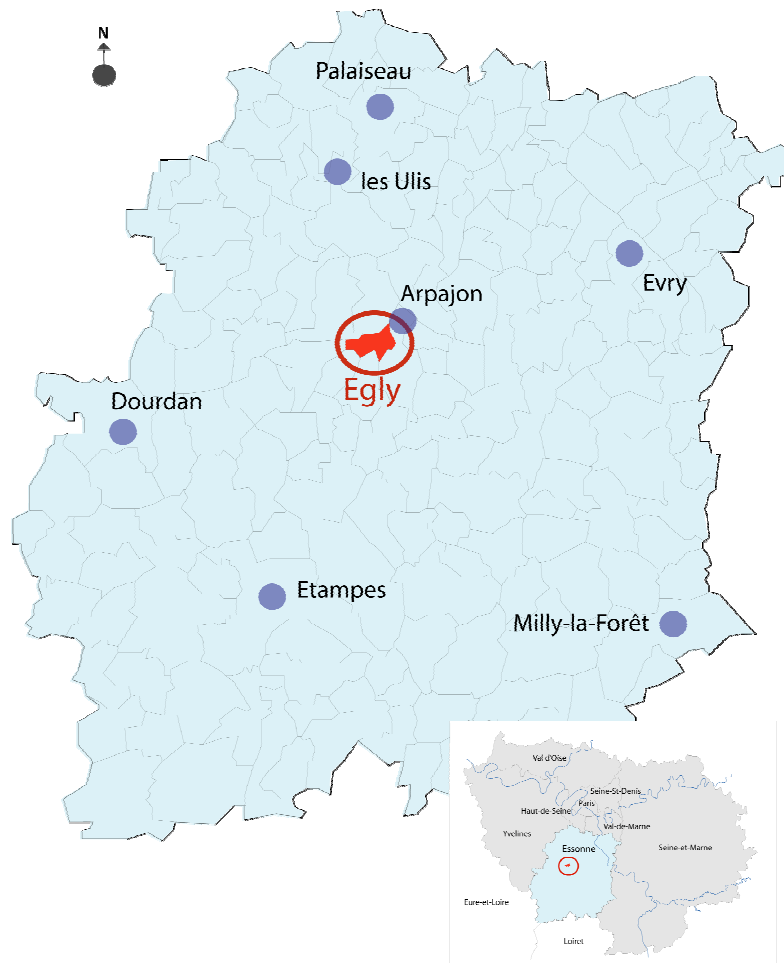 N
Palaiseau
les Ulis
Evry
Arpajon
Egly
Dourdan
Etampes
Milly-la-Forêt
Val d'Oise
Seine-St-Denis
Paris
Haut-de-Seine
Val-de-Marne
Yvelines
Essonne
Seine-et-Marne
Eure-et-Loire
Loiret